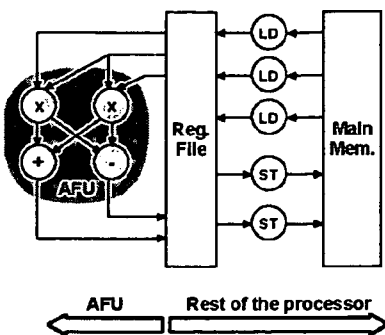 LD
LD
LD
x
x
Reg.
File
Main
Mem.
+
-
AFU
ST
ST
AFU
Rest of the processor